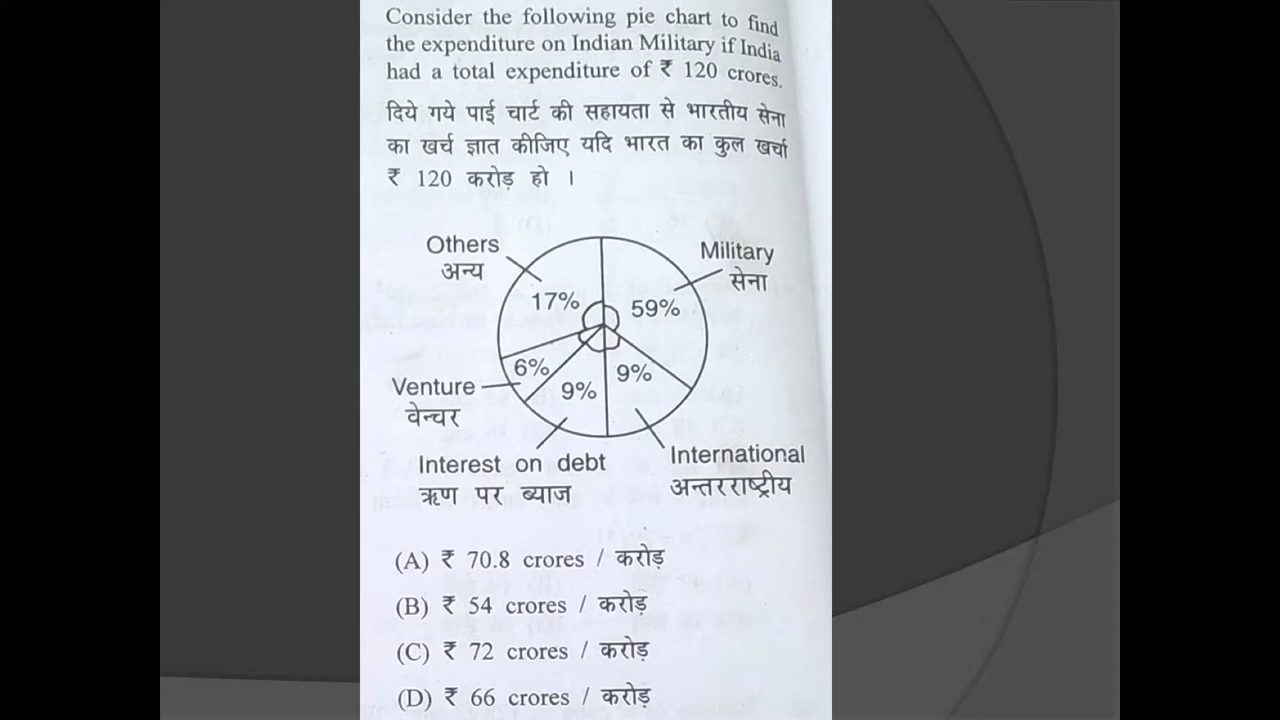 Consider the following pie chart to find
the expenditure on Indian Military if India
had a total expenditure of ₹ 120 crores.
दिये गये पाई चार्ट की सहायता से भारतीय सेना
का खर्च ज्ञात कीजिए यदि भारत का कुल खर्चा
₹ 120 करोड़ हो ।
Others
अन्य
Military
सेना
17%
59%
6%
9%
9%
Venture
वेन्चर
Interest on debt
ऋण पर ब्याज
International
अन्तरराष्ट्रीय
(A) ₹ 70.8 crores / करोड़
(B) ₹ 54 crores / करोड़
(C) ₹ 72 crores / करोड़
(D) ₹ 66 crores / करोड़